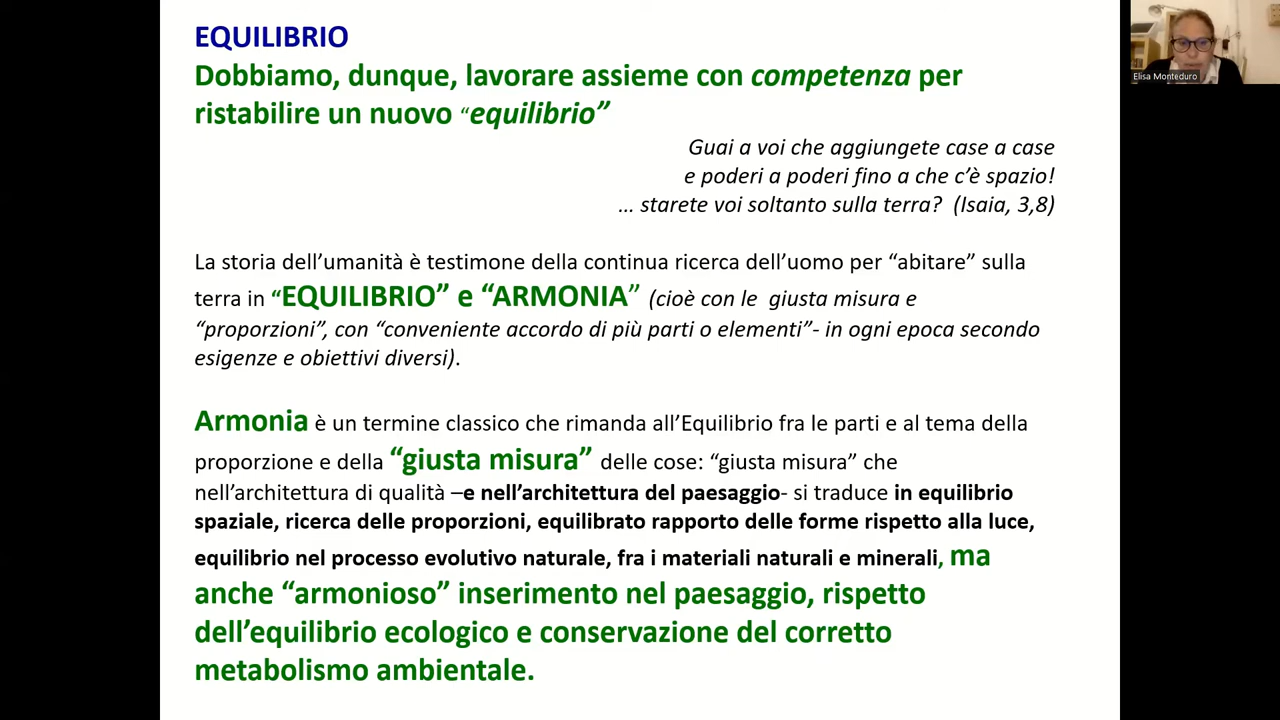 EQUILIBRIO
Dobbiamo, dunque, lavorare assieme con competenza per
ristabilire un nuovo “equilibrio”
Guai a voi che aggiungete case a case
e poderi a poderi fino a che c’è spazio!
… starete voi soltanto sulla terra? (Isaia, 3,8)
La storia dell’umanità è testimone della continua ricerca dell’uomo per “abitare” sulla
terra in “EQUILIBRIO” e “ARMONIA” (cioè con le giusta misura e
“proporzioni”, con “conveniente accordo di più parti o elementi”- in ogni epoca secondo
esigenze e obiettivi diversi).
Armonia è un termine classico che rimanda all’Equilibrio fra le parti e al tema della
proporzione e della “giusta misura” delle cose: “giusta misura” che
nell’architettura di qualità –e nell’architettura del paesaggio- si traduce in equilibrio
spaziale, ricerca delle proporzioni, equilibrato rapporto delle forme rispetto alla luce,
equilibrio nel processo evolutivo naturale, fra i materiali naturali e minerali, ma
anche “armonioso” inserimento nel paesaggio, rispetto
dell’equilibrio ecologico e conservazione del corretto
metabolismo ambientale.
Elisa Monteduro